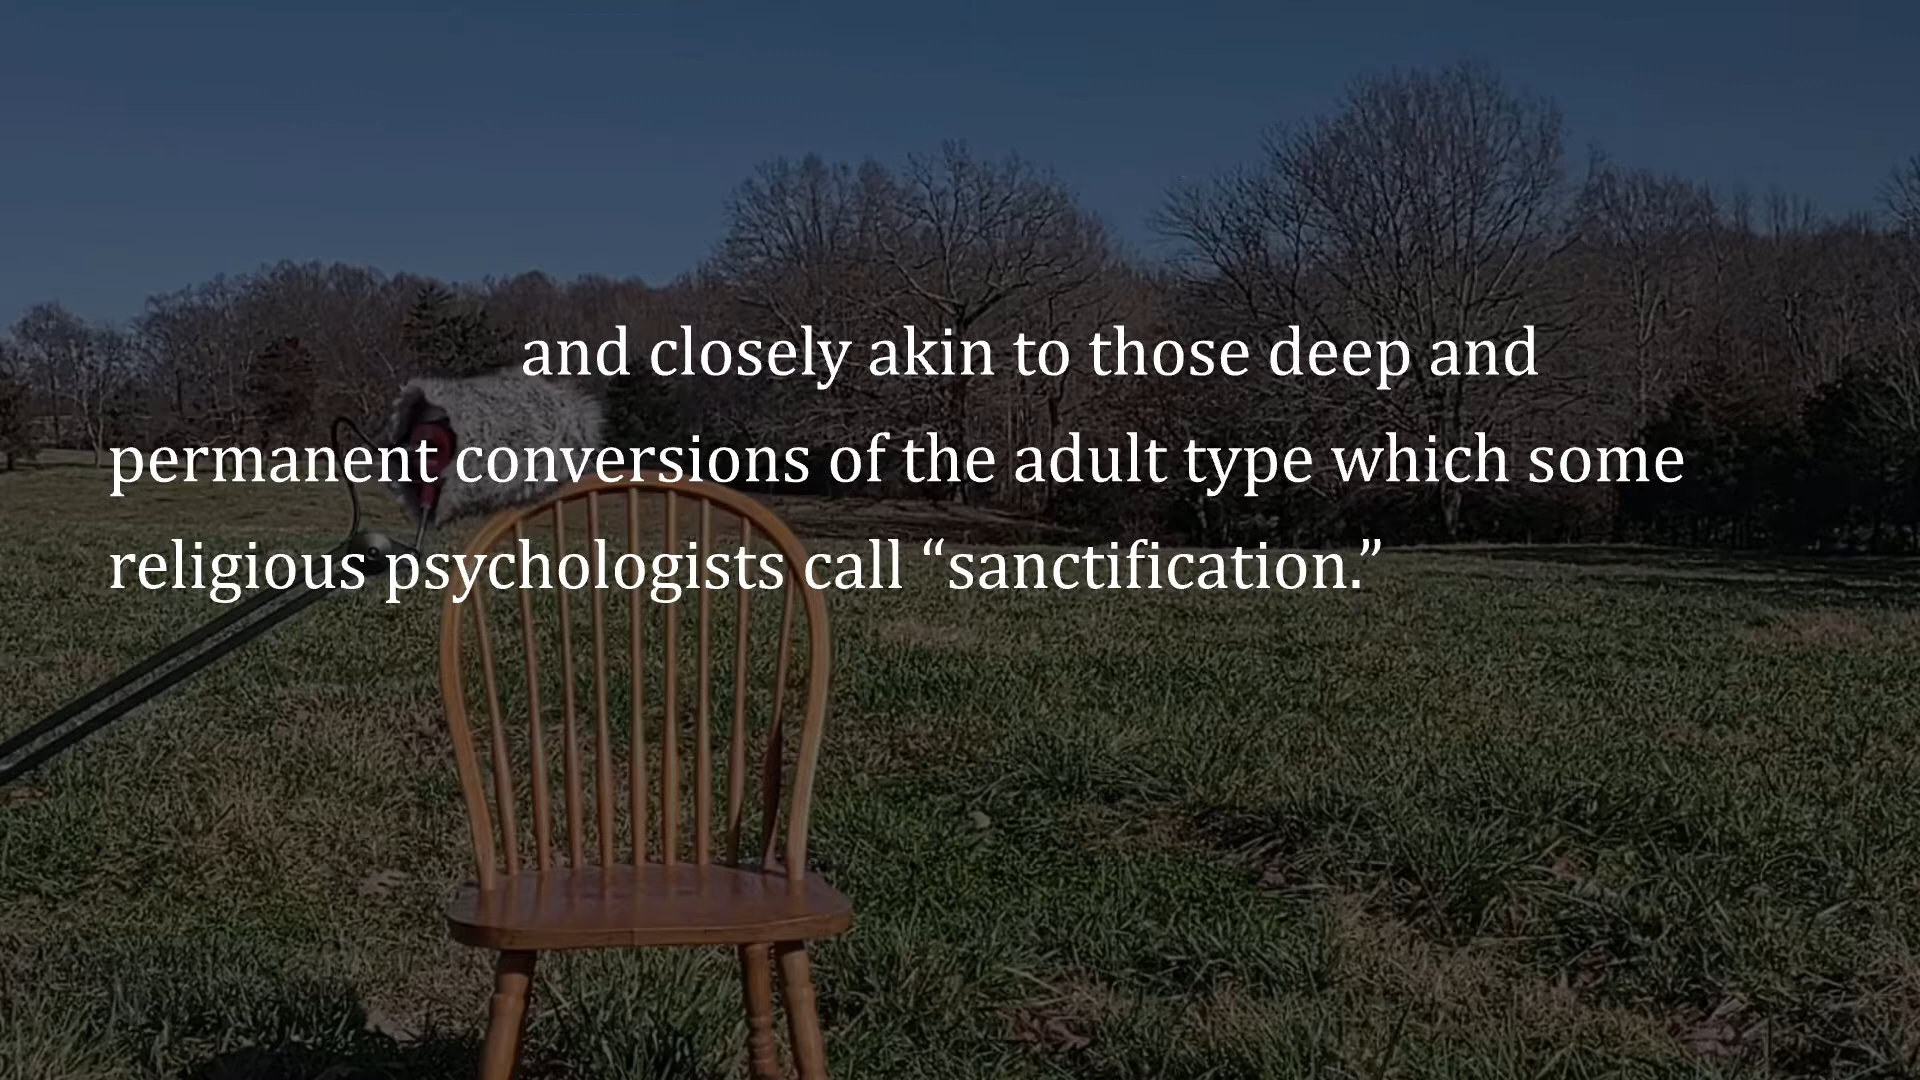 and closely akin to those deep and
permanent conversions of the adult type which some
religious psychologists call “sanctification.”